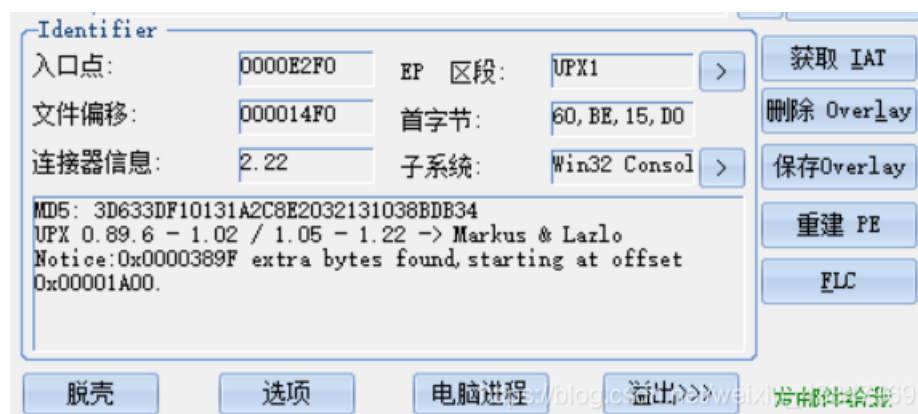 Identifier
入口点: 0000E2F0 EP 区段: UPX1 >
文件偏移: 000014F0 首字节: 60, BE, 15, D0
连接器信息: 2.22 子系统: Win32 Consol >
MD5: 3D633DF10131A2C8E2032131038BDB34
UPX 0.89.6 - 1.02 / 1.05 - 1.22 -> Markus & Lazlo
Notice:0x0000389F extra bytes found, starting at offset
0x00001A00.
获取 IAT
删除 Overlay
保存Overlay
重建 PE
FLC
脱壳 选项 电脑进程 溢出>>>